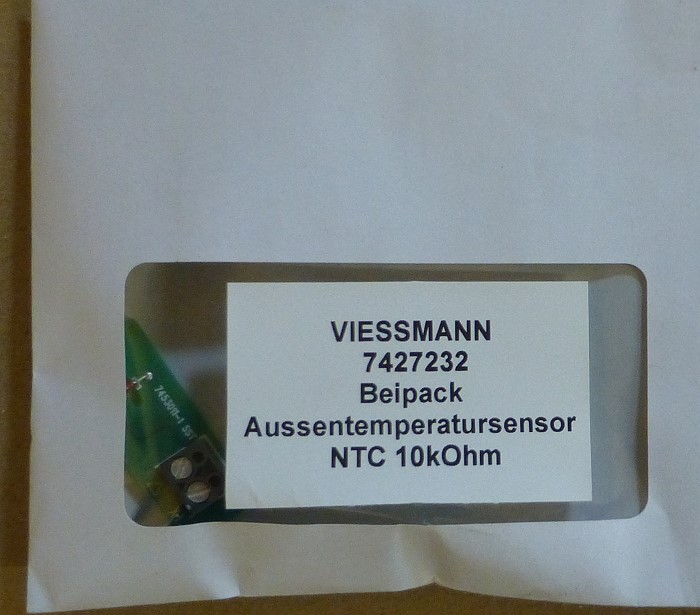 VIESSMANN
7427232
Beipack
Aussentemperatursensor
NTC 10kOhm